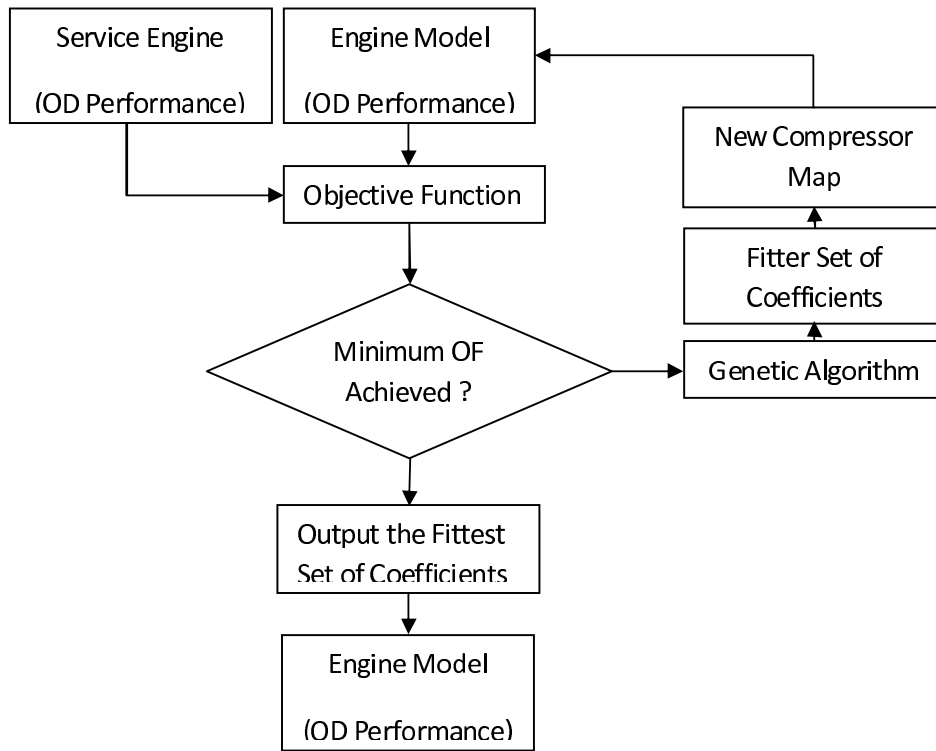 Service Engine
(OD Performance)
Engine Model
(OD Performance)
New Compressor
Map
Objective Function
Fitter Set of
Coefficients
Minimum OF
Achieved ?
Genetic Algorithm
Output the Fittest
Set of Coefficients
Engine Model
(OD Performance)